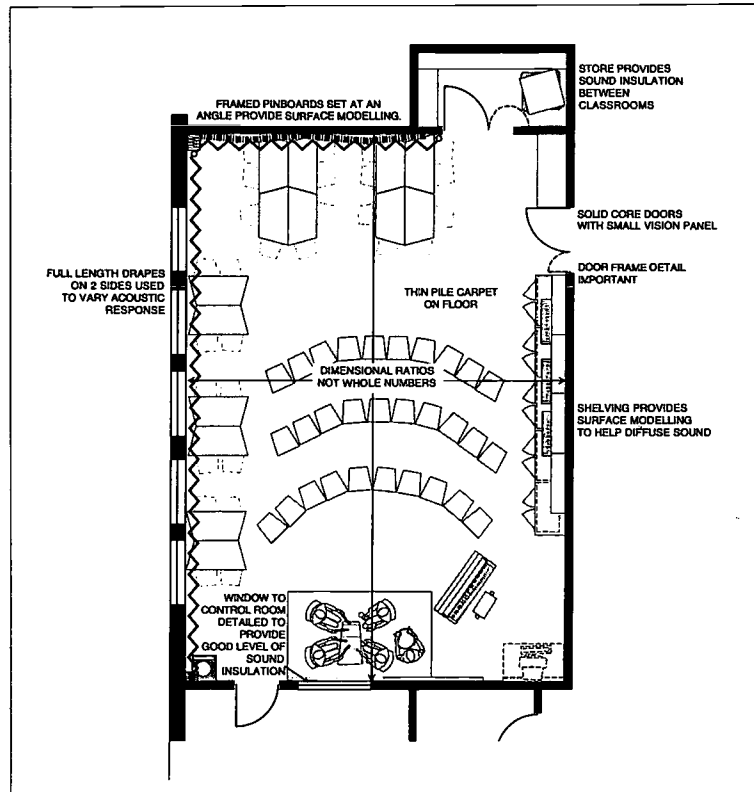 STORE PROVIDES
SOUND INSULATION
BETWEEN
CLASSROOMS
FRAMED PINBOARDS SET AT AN
ANGLE PROVIDE SURFACE MODELLING.
SOLID CORE DOORS
WITH SMALL VISION PANEL
FULL LENGTH DRAPES
ON 2 SIDES USED
TO VARY ACOUSTIC
RESPONSE
DOOR FRAME DETAIL
IMPORTANT
THIN PILE CARPET
ON FLOOR
DIMENSIONAL RATIOS
NOT WHOLE NUMBERS
SHELVING PROVIDES
SURFACE MODELLING
TO HELP DIFFUSE SOUND
WINDOW TO
CONTROL ROOM
DETAILED TO
PROVIDE
GOOD LEVEL OF
SOUND
INSULATION